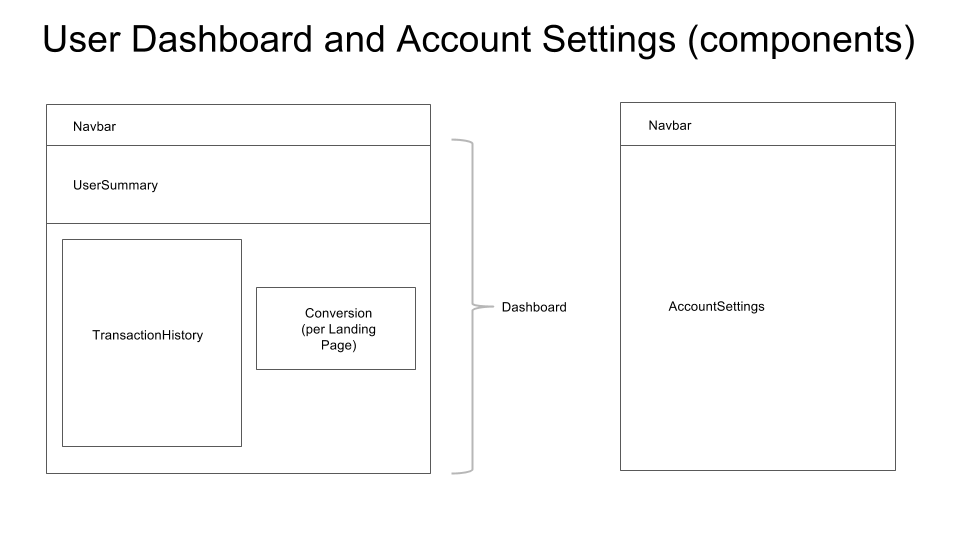 User Dashboard and Account Settings (components)
Navbar
UserSummary
TransactionHistory
Conversion
(per Landing
Page)
Dashboard
Navbar
AccountSettings